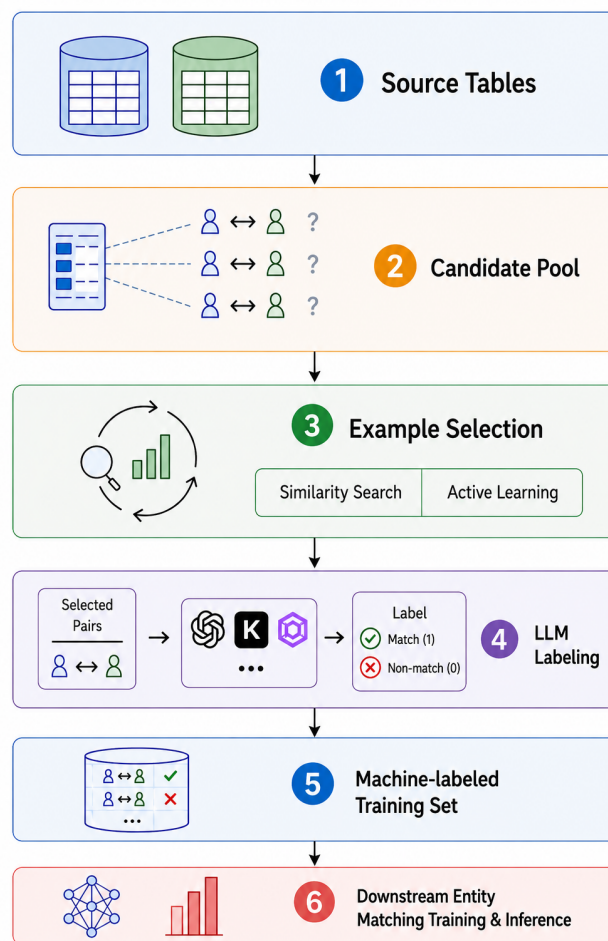 1 Source Tables
?
?
?
2 Candidate Pool
3 Example Selection
Similarity Search
Active Learning
Selected
Pairs
K
•••
Label
Match (1)
Non-match (0)
4 LLM
Labeling
•••
5 Machine-labeled
Training Set
6 Downstream Entity
Matching Training & Inference